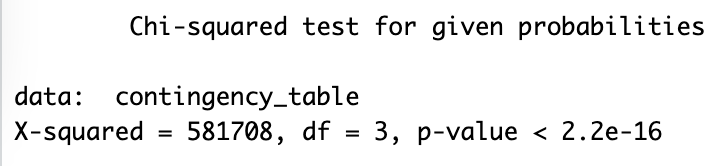 Chi-squared test for given probabilities
data:  contingency_table
X-squared = 581708, df = 3, p-value < 2.2e-16